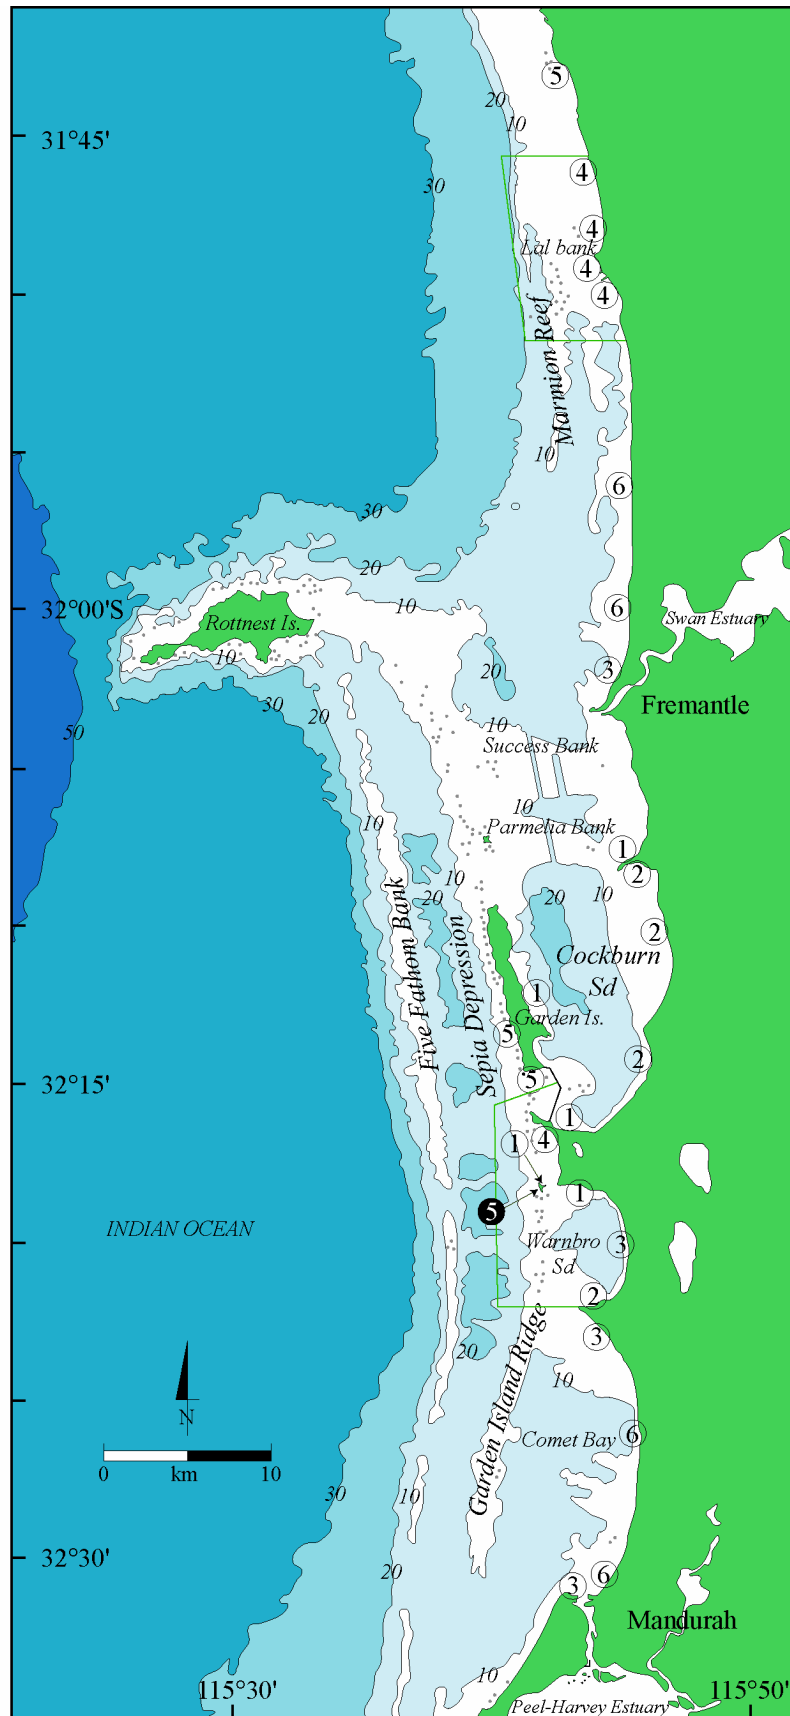 5
20
10
31°45'
4
30
4
Lal bank
4
4
Marmion Reef
10
6
30
20
32°00'S
10
6
Swan Estuary
Rottnest Is.
10
20
3
30
20
Fremantle
10
50
Success Bank
10
10
Parmelia Bank
1
2
10
20
20
10
2
Five Fathom Bank
Sepia Depression
Cockburn
Sd
1
Garden Is.
5
2
5
32°15'
1
1
4
1
5
INDIAN OCEAN
Warnbro
Sd
3
2
3
20
Garden Island Ridge
10
N
Comet Bay
6
0
km
10
30
10
32°30'
20
3
6
Mandurah
10
115°30'
115°50'
Peel-Harvey Estuary